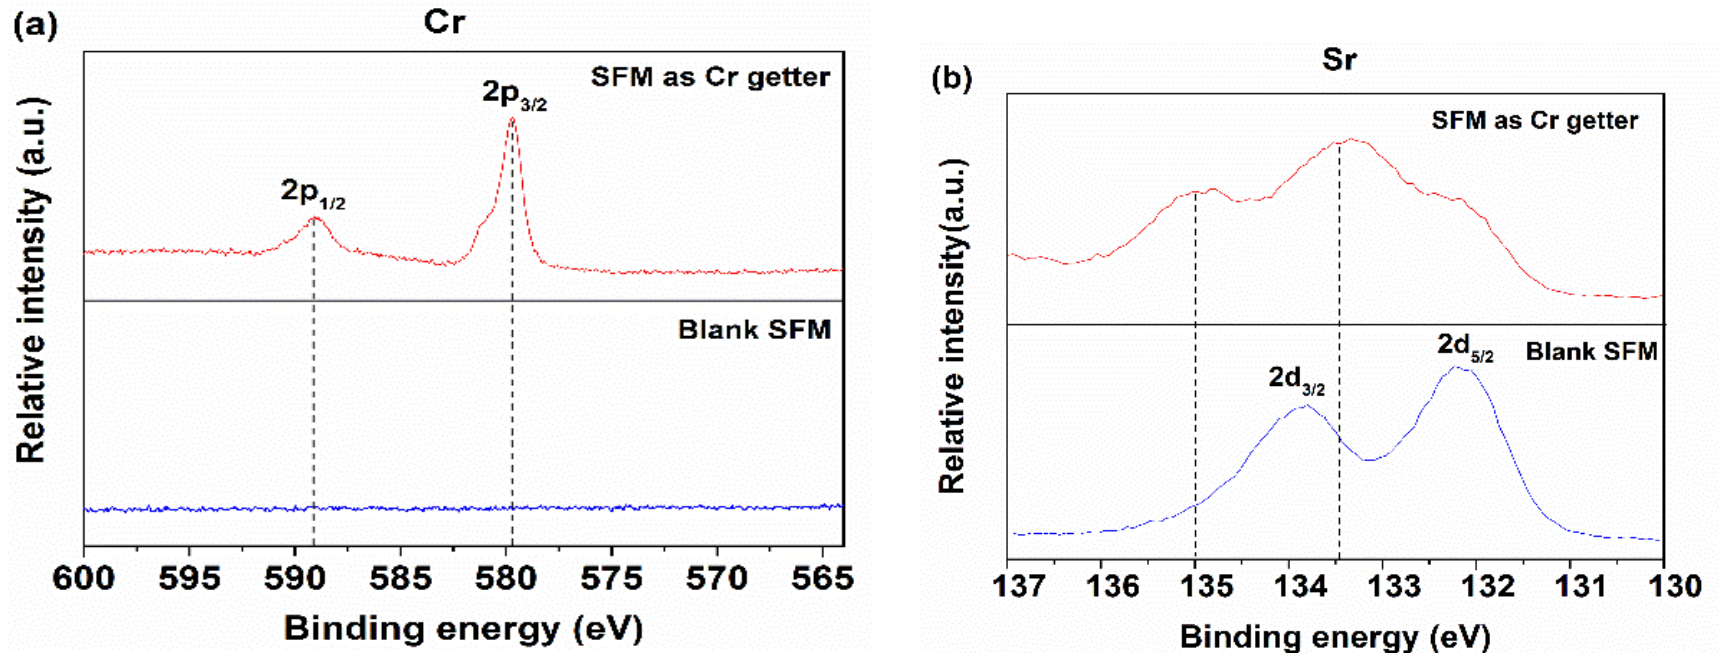 (a)
Cr
SFM as Cr getter
2p3/2
2p1/2
Blank SFM
Relative intensity (a.u.)
600 595 590 585 580 575 570 565
Binding energy (eV)
(b)
Sr
SFM as Cr getter
2d5/2
Blank SFM
2d3/2
Relative intensity(a.u.)
137 136 135 134 133 132 131 130
Binding energy (eV)